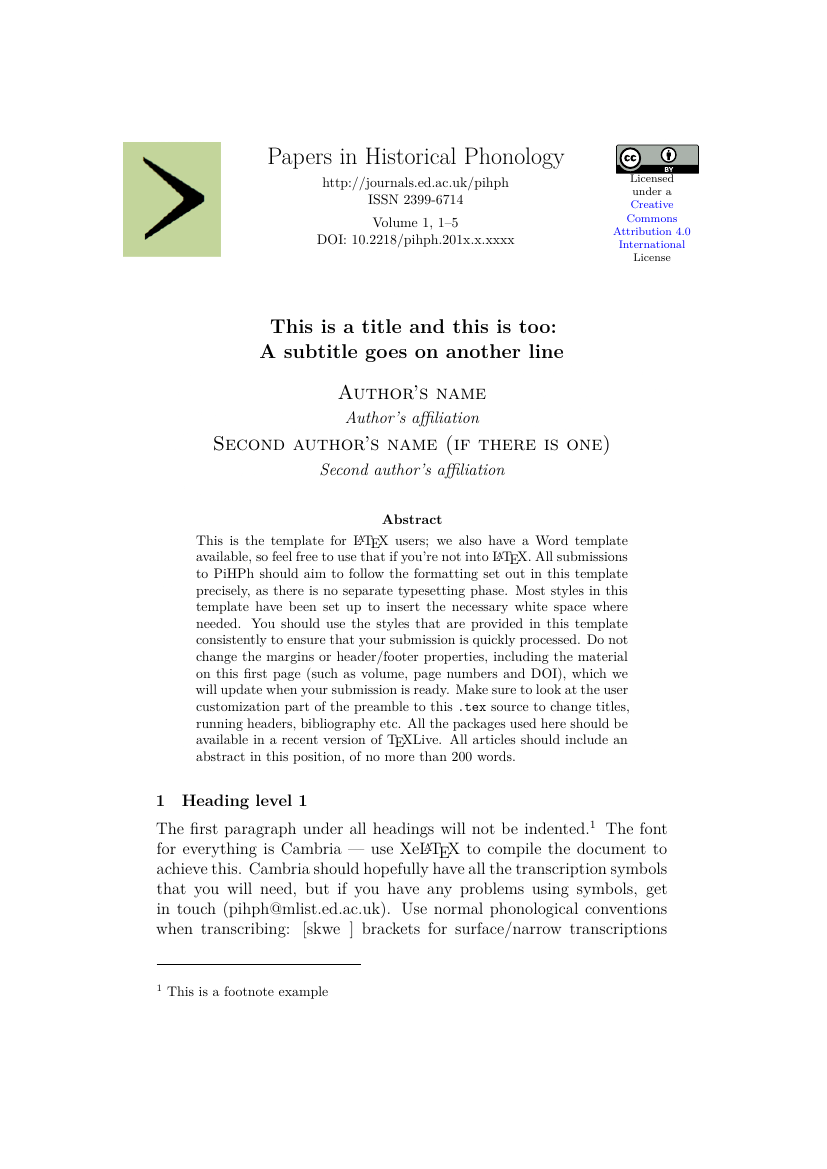 Papers in Historical Phonology
http://journals.ed.ac.uk/pihph
ISSN 2399-6714
Volume 1, 1–5
DOI: 10.2218/pihph.201x.x.xxxx
cc BY
Licensed
under a
Creative
Commons
Attribution 4.0
International
License
This is a title and this is too:
A subtitle goes on another line
Author's name
Author's affiliation
Second author's name (if there is one)
Second author's affiliation
Abstract
This is the template for LATEX users; we also have a Word template
available, so feel free to use that if you're not into LATEX. All submissions
to PiHPh should aim to follow the formatting set out in this template
precisely, as there is no separate typesetting phase. Most styles in this
template have been set up to insert the necessary white space where
needed. You should use the styles that are provided in this template
consistently to ensure that your submission is quickly processed. Do not
change the margins or header/footer properties, including the material
on this first page (such as volume, page numbers and DOI), which we
will update when your submission is ready. Make sure to look at the user
customization part of the preamble to this .tex source to change titles,
running headers, bibliography etc. All the packages used here should be
available in a recent version of TEXLive. All articles should include an
abstract in this position, of no more than 200 words.
1 Heading level 1
The first paragraph under all headings will not be indented.1 The font
for everything is Cambria — use XeLATEX to compile the document to
achieve this. Cambria should hopefully have all the transcription symbols
that you will need, but if you have any problems using symbols, get
in touch (pihph@mlist.ed.ac.uk). Use normal phonological conventions
when transcribing: [skwe ] brackets for surface/narrow transcriptions
1 This is a footnote example